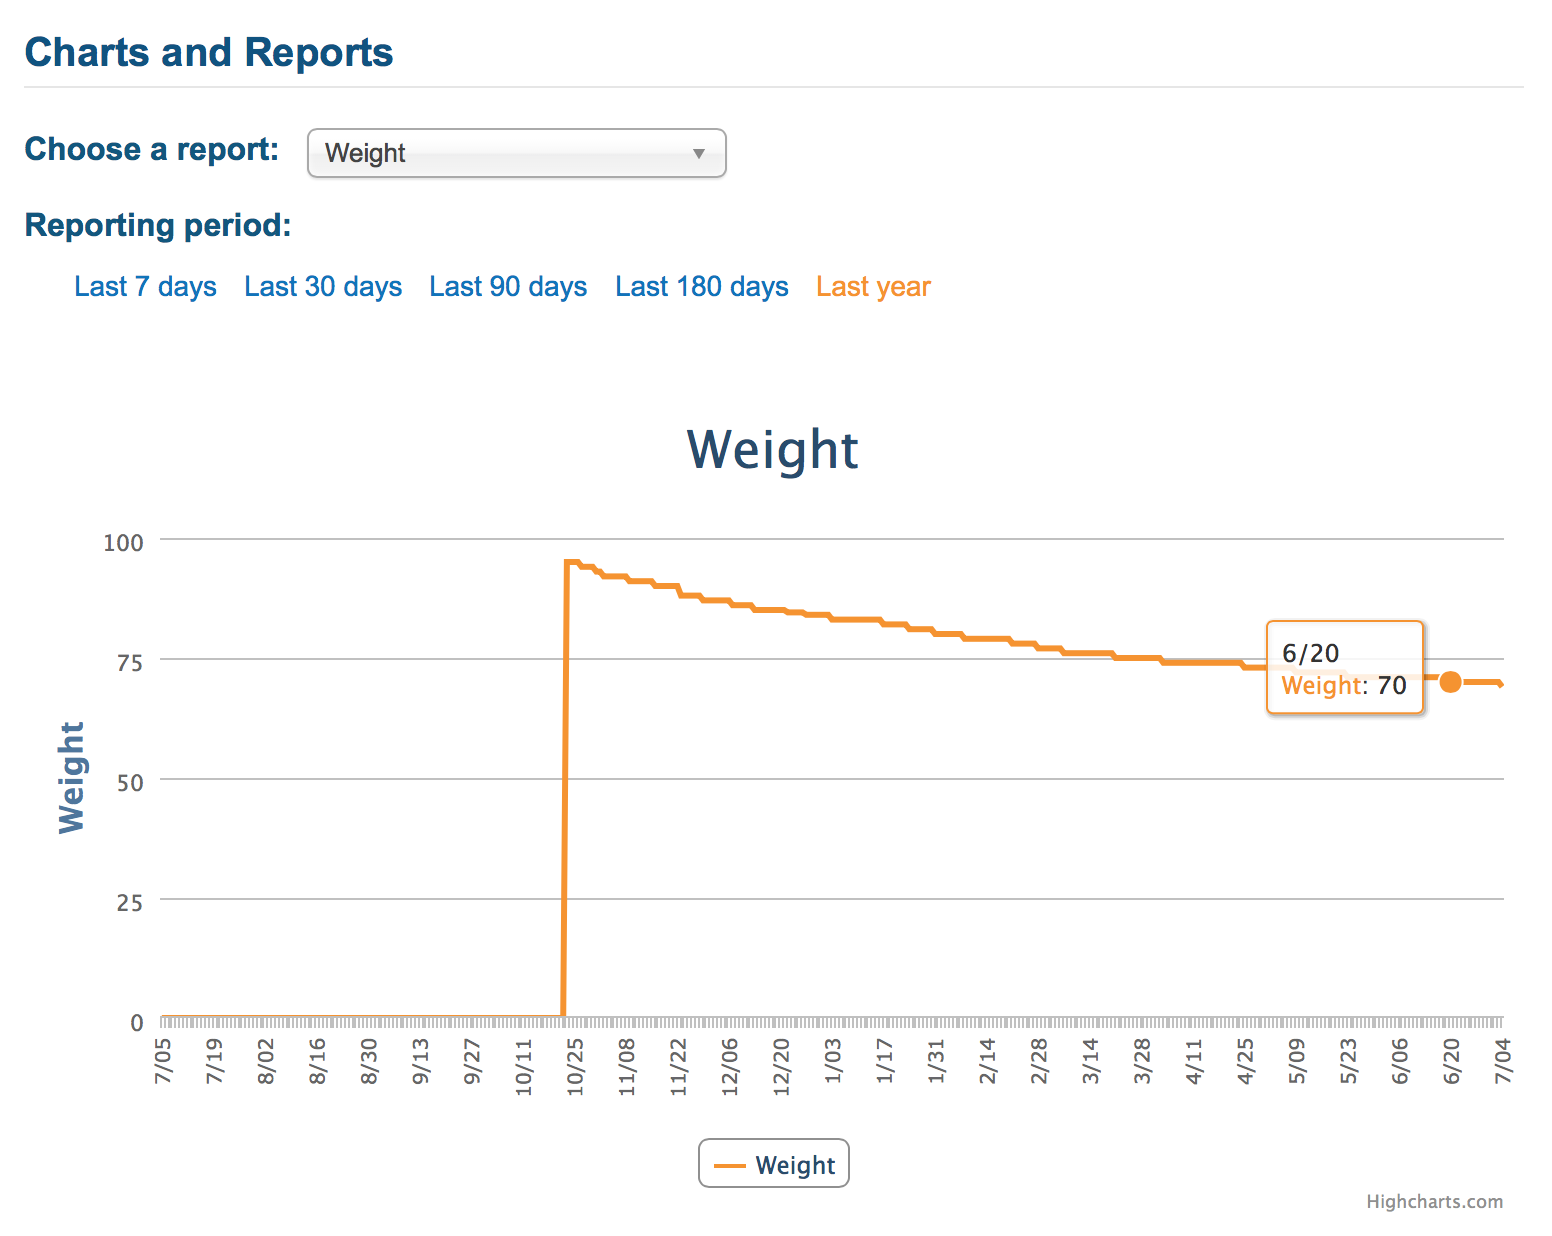 Charts and Reports
Choose a report: Weight
Reporting period:
Last 7 days Last 30 days Last 90 days Last 180 days Last year
Weight
100
75
50
25
0
Weight
6/20
Weight: 70
7/05 7/19 8/02 8/16 8/30 9/13 9/27 10/11 10/25 11/08 11/22 12/06 12/20 1/03 1/17 1/31 2/14 2/28 3/14 3/28 4/11 4/25 5/09 5/23 6/06 6/20 7/04
Weight
Highcharts.com